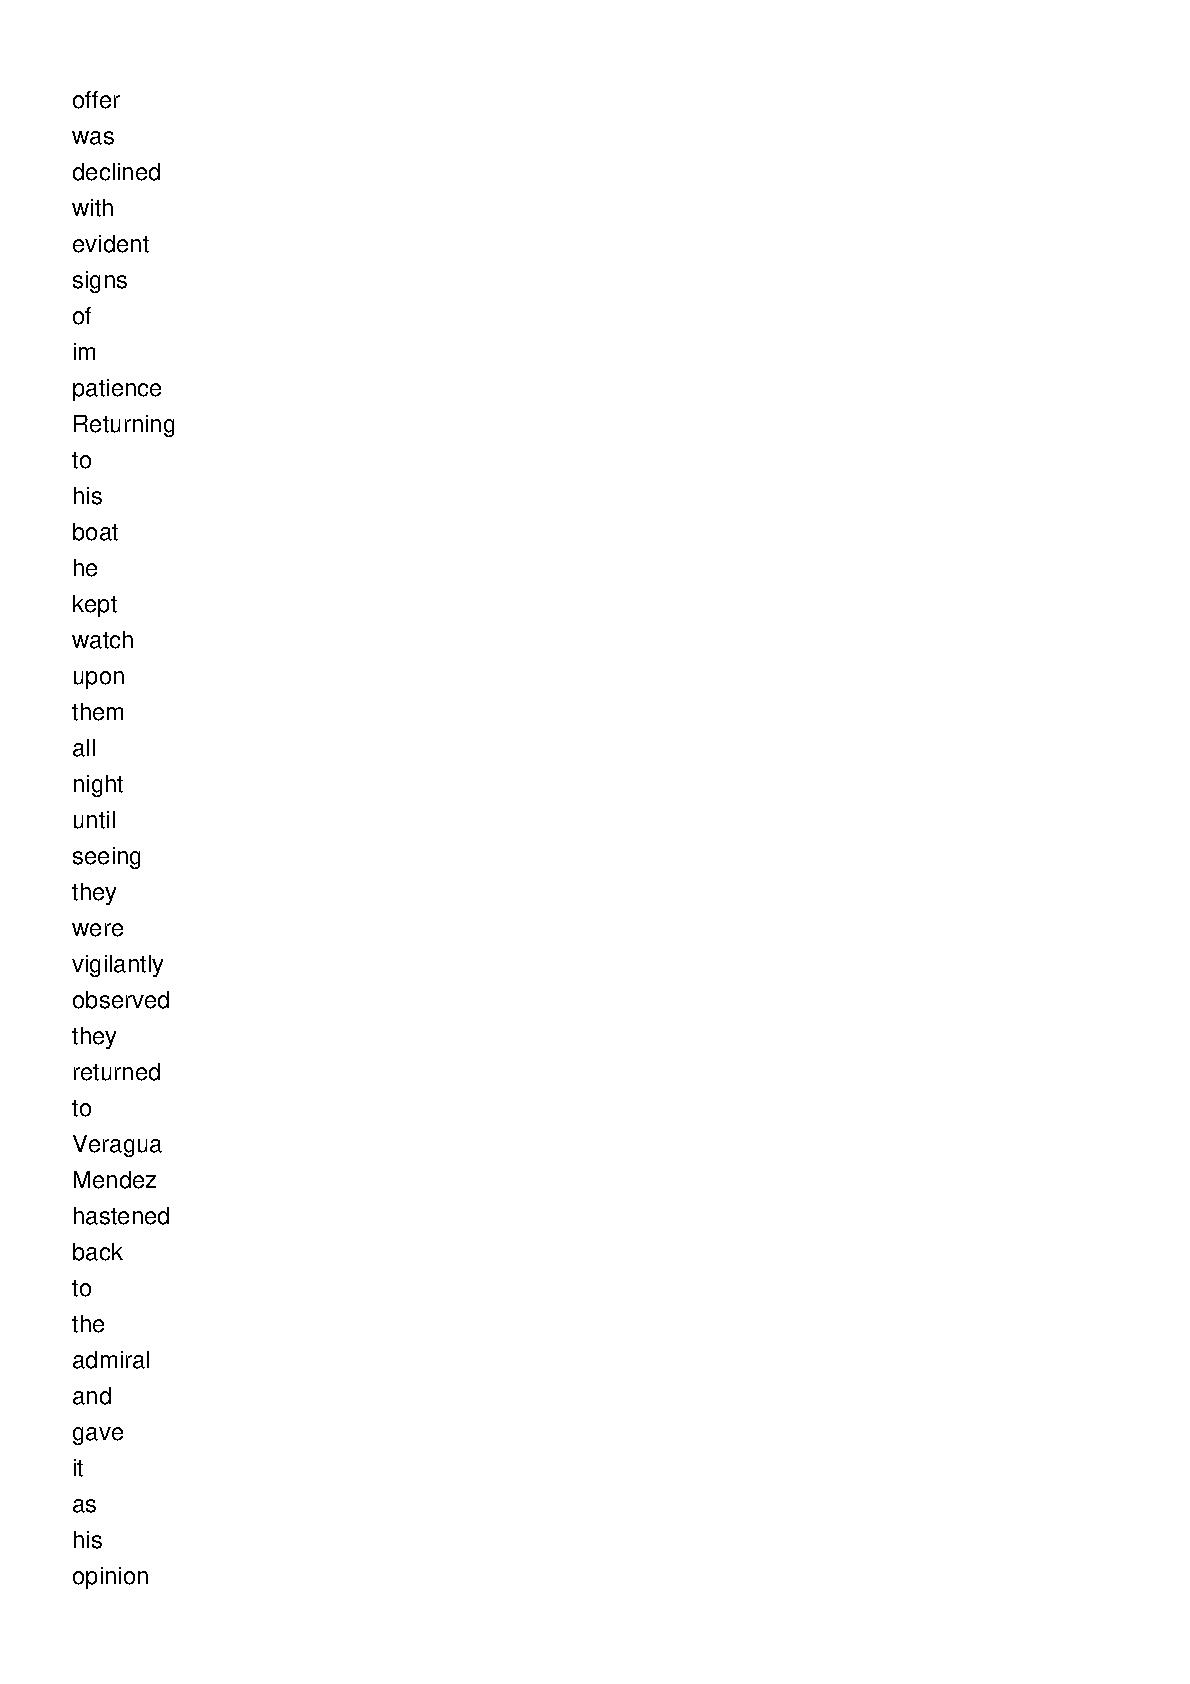 offer
was
declined
with
evident
signs
of
im
patience
Returning
to
his
boat
he
kept
watch
upon
them
all
night
until
seeing
they
were
vigilantly
observed
they
returned
to
Veragua
Mendez
hastened
back
to
the
admiral
and
gave
it
as
his
opinion